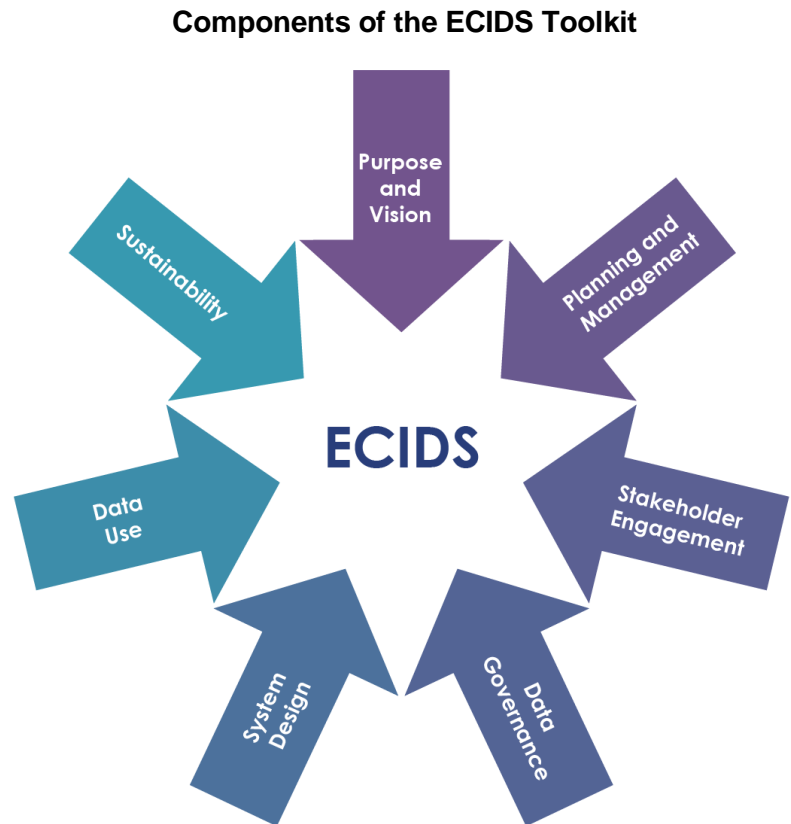 Components of the ECIDS Toolkit
Purpose
and
Vision
Planning and
Management
Stakeholder
Engagement
Data
Governance
System
Design
Data
Use
Sustainability
ECIDS